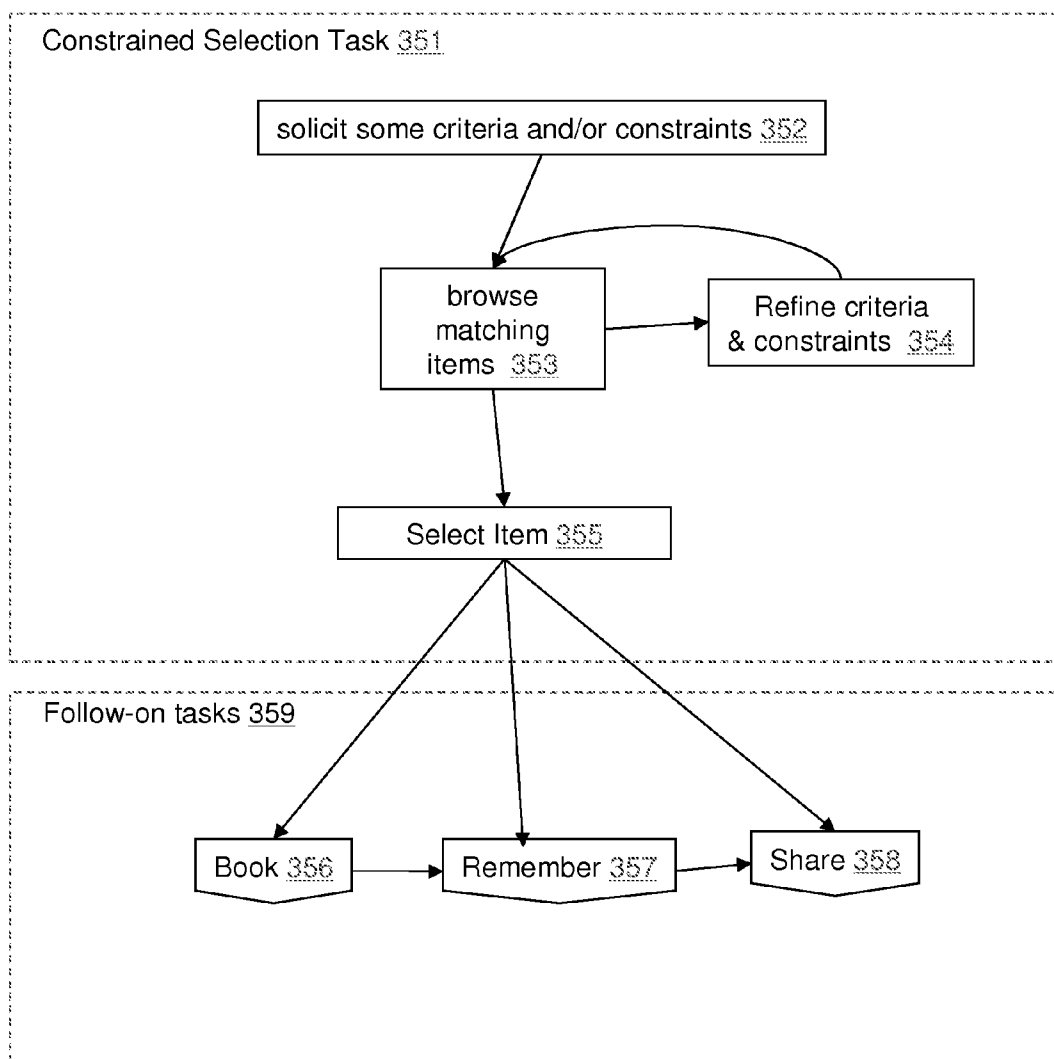 Constrained Selection Task 351
solicit some criteria and/or constraints 352
browse
matching
items 353
Refine criteria
& constraints 354
Select Item 355
Follow-on tasks 359
Book 356
Remember 357
Share 358